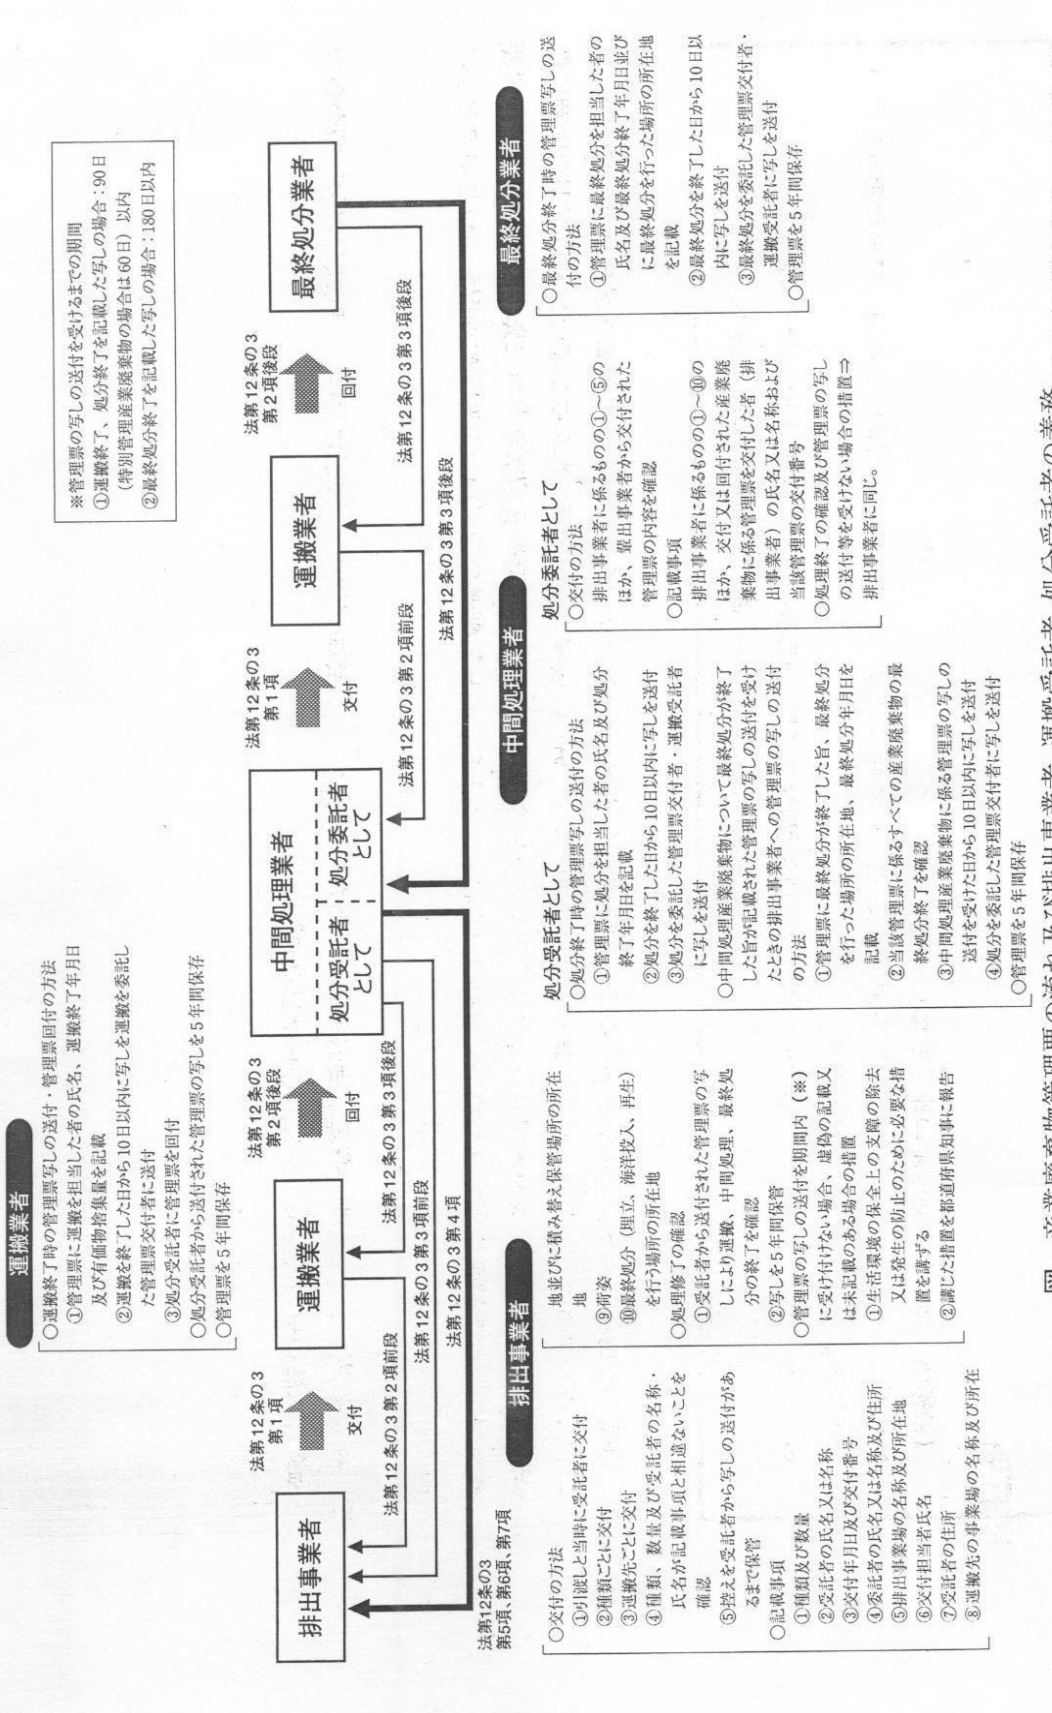 運搬業者
○運搬終了時の管理票写しの送付・管理票回付の方法
①管理票に運搬を担当した者の氏名、運搬終了年月日
及び有価物拾集量を記載
②運搬を終了した日から10日以内に写しを運搬を委託し
た管理票交付者に送付
③処分受託者に管理票を回付
○処分受託者から送付された管理票の写しを5年間保存
○管理票を5年間保存
※管理票の写しの送付を受けるまでの期間
①運搬終了、処分終了を記載した写しの場合：90日
（特別管理産業廃棄物の場合は60日）以内
②最終処分終了を記載した写しの場合：180日以内
排出事業者
法第12条の3
第1項
交付
運搬業者
法第12条の3
第2項後段
回付
中間処理業者
処分受託者
として
処分委託者
として
法第12条の3
第1項
交付
運搬業者
法第12条の3
第2項後段
回付
最終処分業者
法第12条の3第2項前段
法第12条の3第3項後段
法第12条の3第3項前段
法第12条の3第4項
法第12条の3第2項前段
法第12条の3第3項後段
法第12条の3第3項後段
法第12条の3
第5項、第6項、第7項
排出事業者
○交付の方法
①引渡しと当時に受託者に交付
②種類ごとに交付
③運搬先ごとに交付
④種類、数量及び受託者の名称・
氏名が記載事項と相違ないことを
確認
⑤控えを受託者から写しの送付があ
るまで保管
○記載事項
①種類及び数量
②受託者の氏名又は名称
③交付年月日及び交付番号
④委託者の氏名又は名称及び住所
⑤排出事業場の名称及び所在地
⑥交付担当者氏名
⑦受託者の住所
⑧運搬先の事業場の名称及び所在
地並びに積み替え保管場所の所在
地
⑨荷姿
⑩最終処分（埋立、海洋投入、再生）
を行う場所の所在地
○処理修了の確認
①受託者から送付された管理票の写
しにより運搬、中間処理、最終処
分の終了を確認
②写しを5年間保管
○管理票の写しの送付を期間内（※）
に受け付けない場合、虚偽の記載又
は未記載のある場合の措置
①生活環境の保全上の支障の除去
又は発生の防止のために必要な措
置を講ずる
②講じた措置を都道府県知事に報告
中間処理業者
処分受託者として
○処分終了時の管理票写しの送付の方法
①管理票に処分を担当した者の氏名及び処分
終了年月日を記載
②処分を終了した日から10日以内に写しを送付
③処分を委託した管理票交付者・運搬受託者
に写しを送付
○中間処理産業廃棄物について最終処分が終了
した旨が記載された管理票の写しの送付を受け
たときの排出事業者への管理票の写しの送付
の方法
①管理票に最終処分が終了した旨、最終処分
を行った場所の所在地、最終処分年月日を
記載
②当該管理票に係るすべての産業廃棄物の最
終処分終了を確認
③中間処理産業廃棄物に係る管理票の写しの
送付を受けた日から10日以内に写しを送付
④処分を委託した管理票交付者に写しを送付
○管理票を5年間保存
処分委託者として
○交付の方法
排出事業者に係るものの①～⑤の
ほか、輩出事業者から交付された
管理票の内容を確認
○記載事項
排出事業者に係るものの①～⑩の
ほか、交付又は回付された産業廃
棄物に係る管理票を交付した者（排
出事業者）の氏名又は名称および
当該管理票の交付番号
○処理終了の確認及び管理票の写し
の送付等を受けない場合の措置⇒
排出事業者に同じ。
最終処分業者
○最終処分終了時の管理票写しの送
付の方法
①管理票に最終処分を担当した者の
氏名及び最終処分終了年月日並び
に最終処分を行った場所の所在地
を記載
②最終処分を終了した日から10日以
内に写しを送付
③最終処分を委託した管理票交付者・
運搬受託者に写しを送付
○管理票を5年間保存